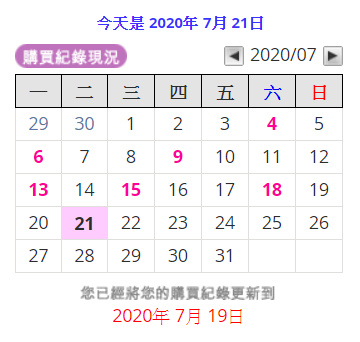 今天是 2020年 7月 21日
購買紀錄現況 2020/07
一 二 三 四 五 六 日
29 30 1 2 3 4 5
6 7 8 9 10 11 12
13 14 15 16 17 18 19
20 21 22 23 24 25 26
27 28 29 30 31
您已經將您的購買紀錄更新到
2020年 7月 19日